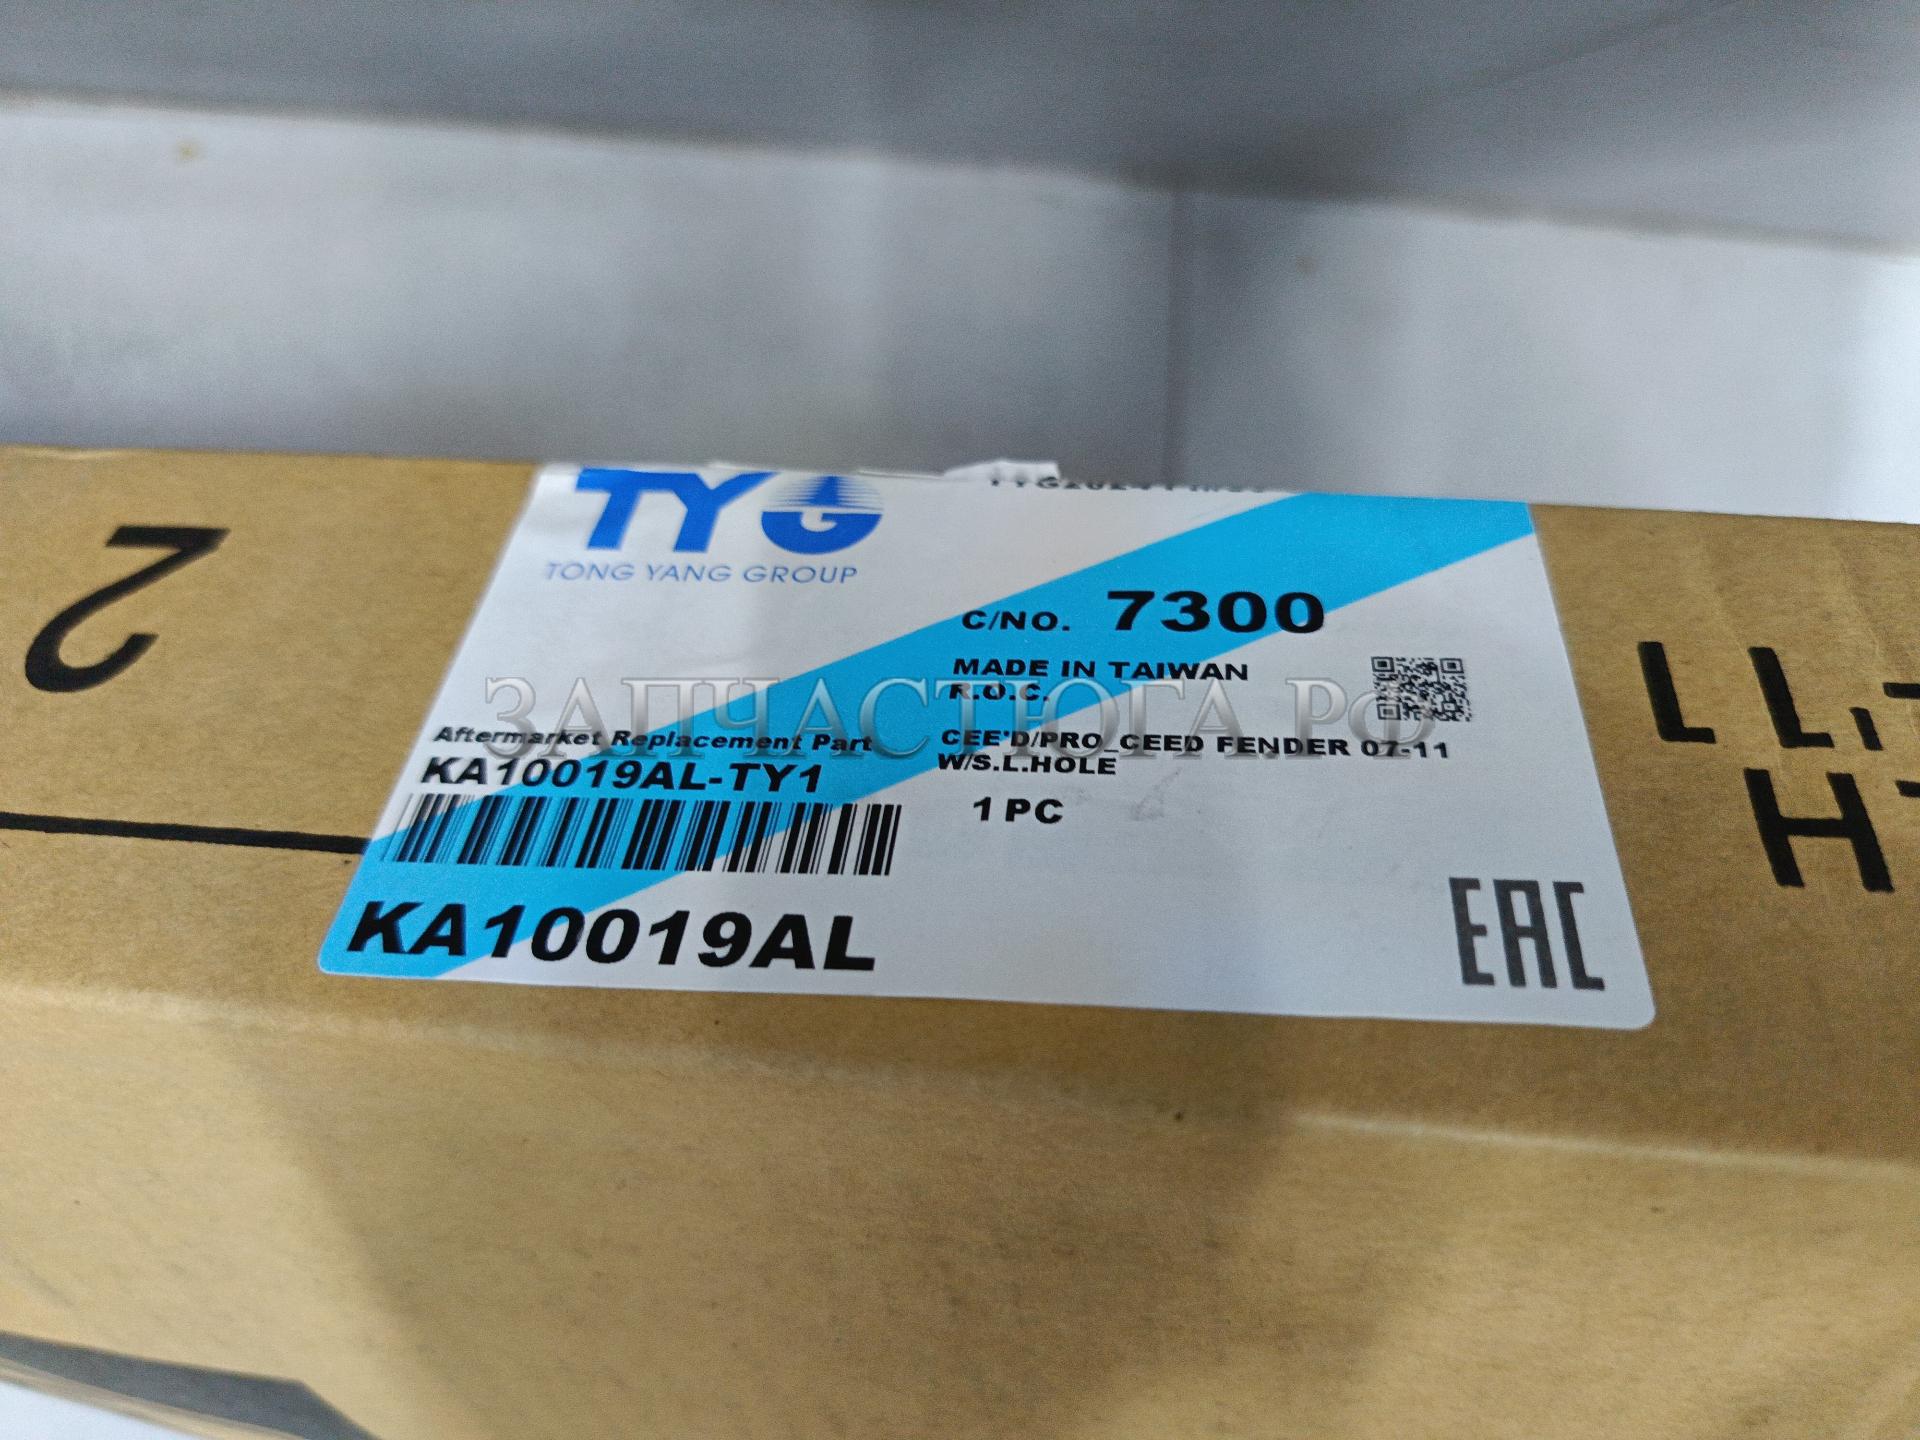 TYG
TONG YANG GROUP
C/NO. 7300
MADE IN TAIWAN
R.O.C.
ЗАПЧАСТЮГА.РФ
Aftermarket Replacement Part
KA10019AL-TY1
CEE'D/PRO_CEED FENDER 07-11
W/S.L.HOLE
1 PC
KA10019AL
EAC
2